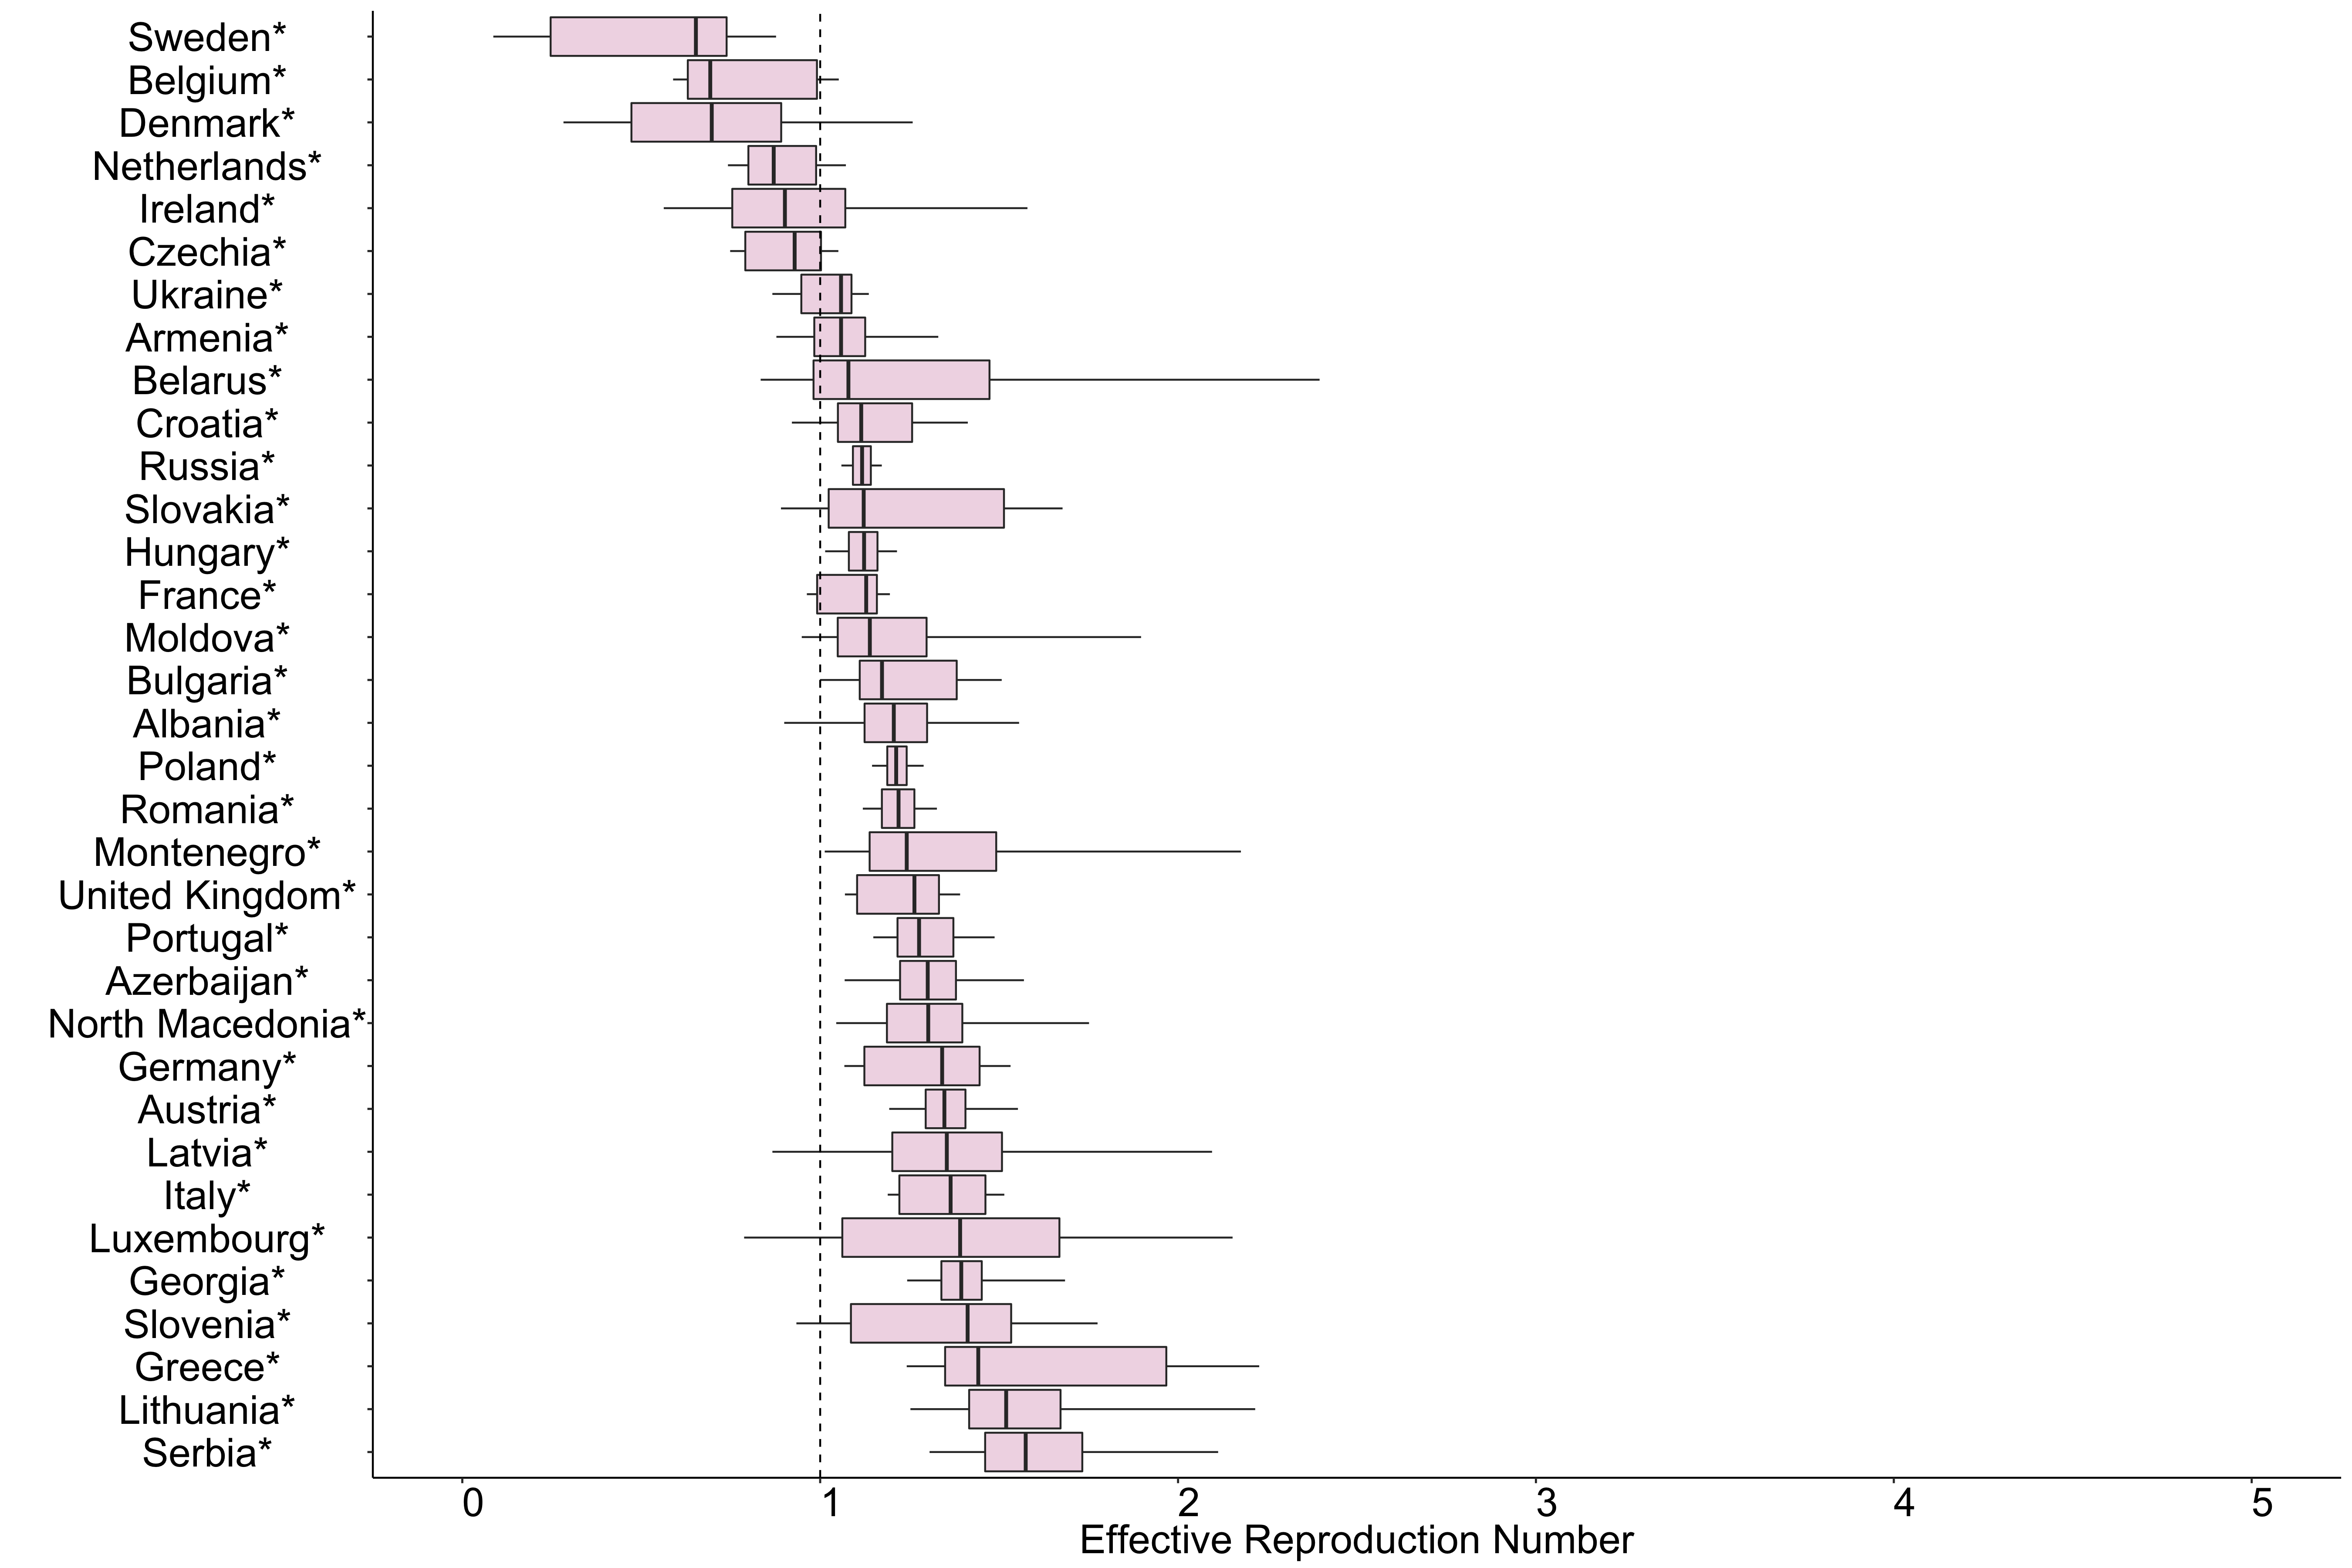 Sweden*
Belgium*
Denmark*
Netherlands*
Ireland*
Czechia*
Ukraine*
Armenia*
Belarus*
Croatia*
Russia*
Slovakia*
Hungary*
France*
Moldova*
Bulgaria*
Albania*
Poland*
Romania*
Montenegro*
United Kingdom*
Portugal*
Azerbaijan*
North Macedonia*
Germany*
Austria*
Latvia*
Italy*
Luxembourg*
Georgia*
Slovenia*
Greece*
Lithuania*
Serbia*
0 1 2 3 4 5
Effective Reproduction Number